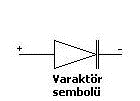 + -
Varaktör
sembolü